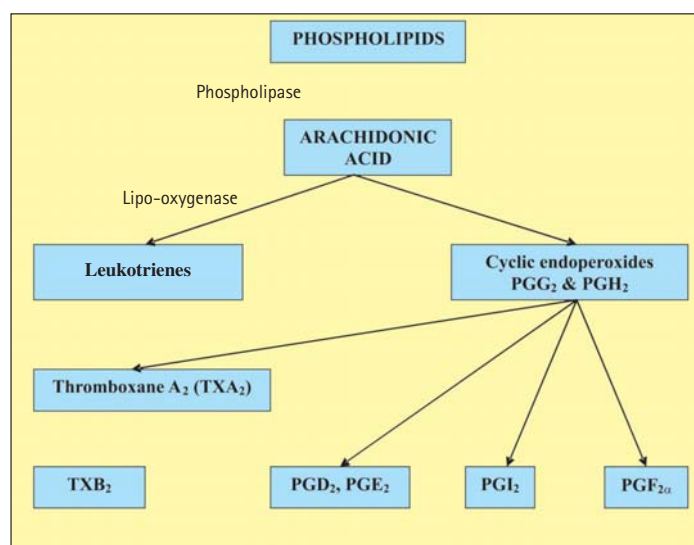 PHOSPHOLIPIDS
Phospholipase
ARACHIDONIC
ACID
Lipo-oxygenase
Leukotrienes
Cyclic endoperoxides
PGG₂ & PGH₂
Thromboxane A₂ (TXA₂)
TXB₂
PGD₂, PGE₂
PGI₂
PGF₂α